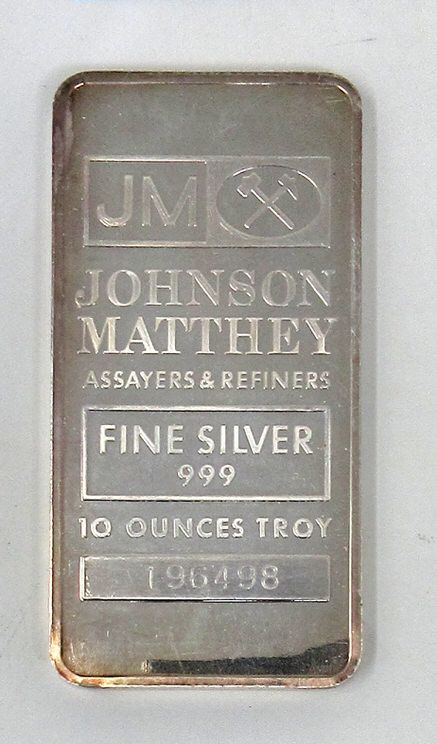 JM
JOHNSON
MATTHEY
ASSAYERS & REFINERS
FINE SILVER
999
10 OUNCES TROY
196498